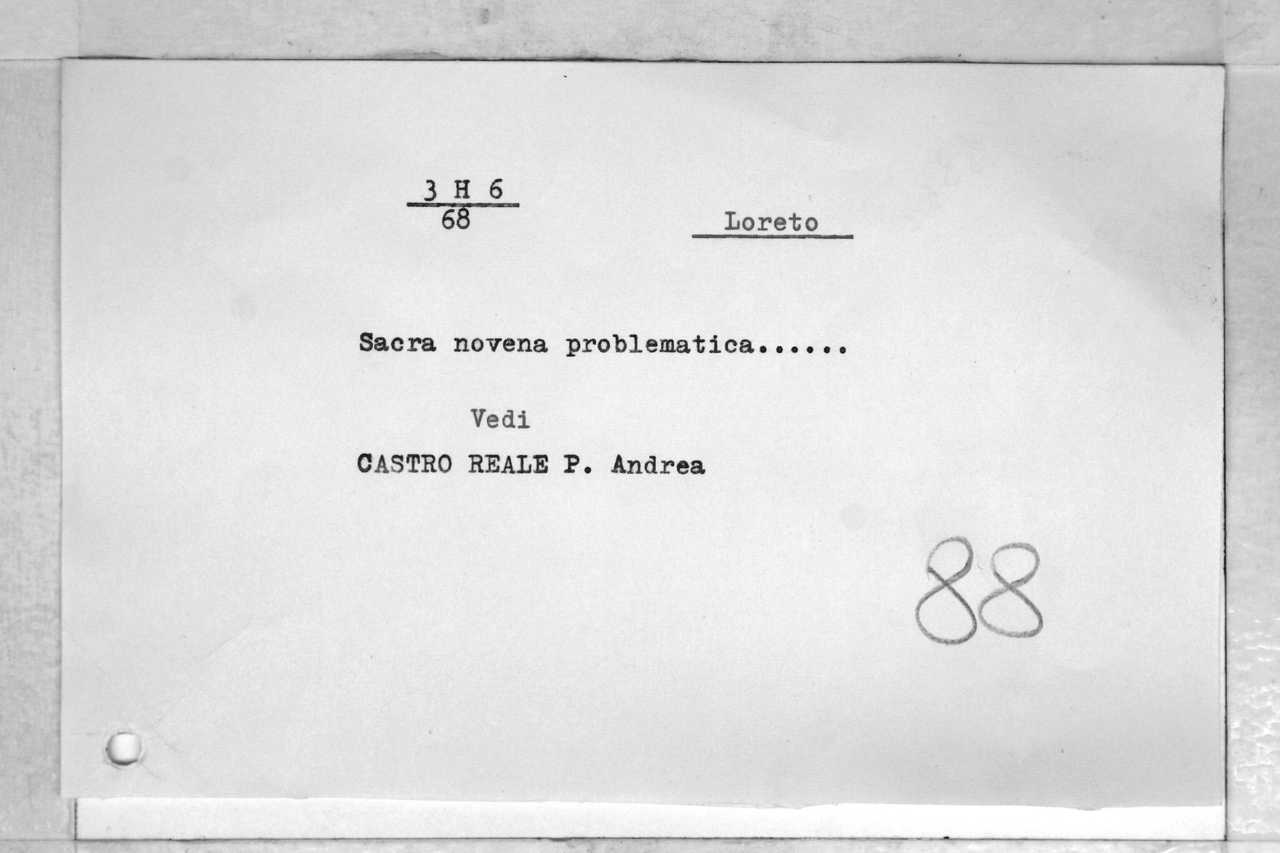 3 H 6
68
Loreto
Sacra novena problematica......
Vedi
CASTRO REALE P. Andrea
88